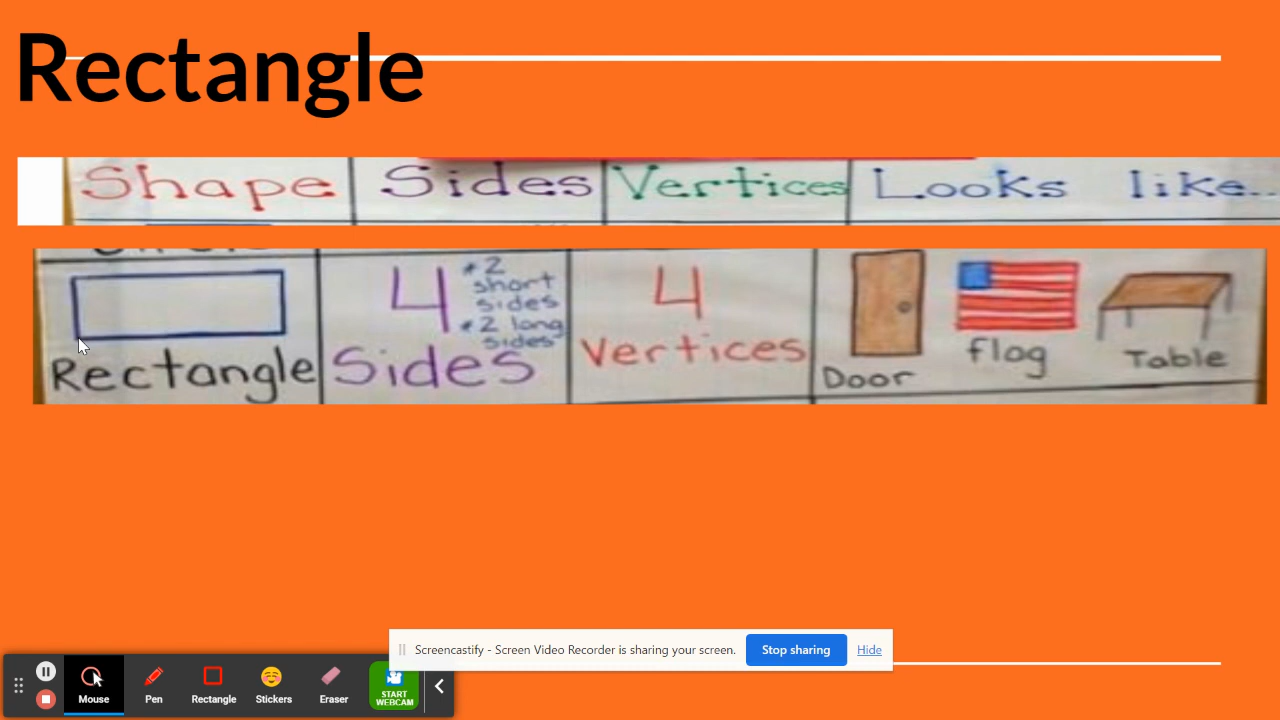 Rectangle
Shape Sides Vertices Looks like...
4 *2 short sides *2 long sides 4
Rectangle Sides Vertices Door flag Table
Screencastify - Screen Video Recorder is sharing your screen. Stop sharing Hide
Mouse Pen Rectangle Stickers Eraser START WEBCAM